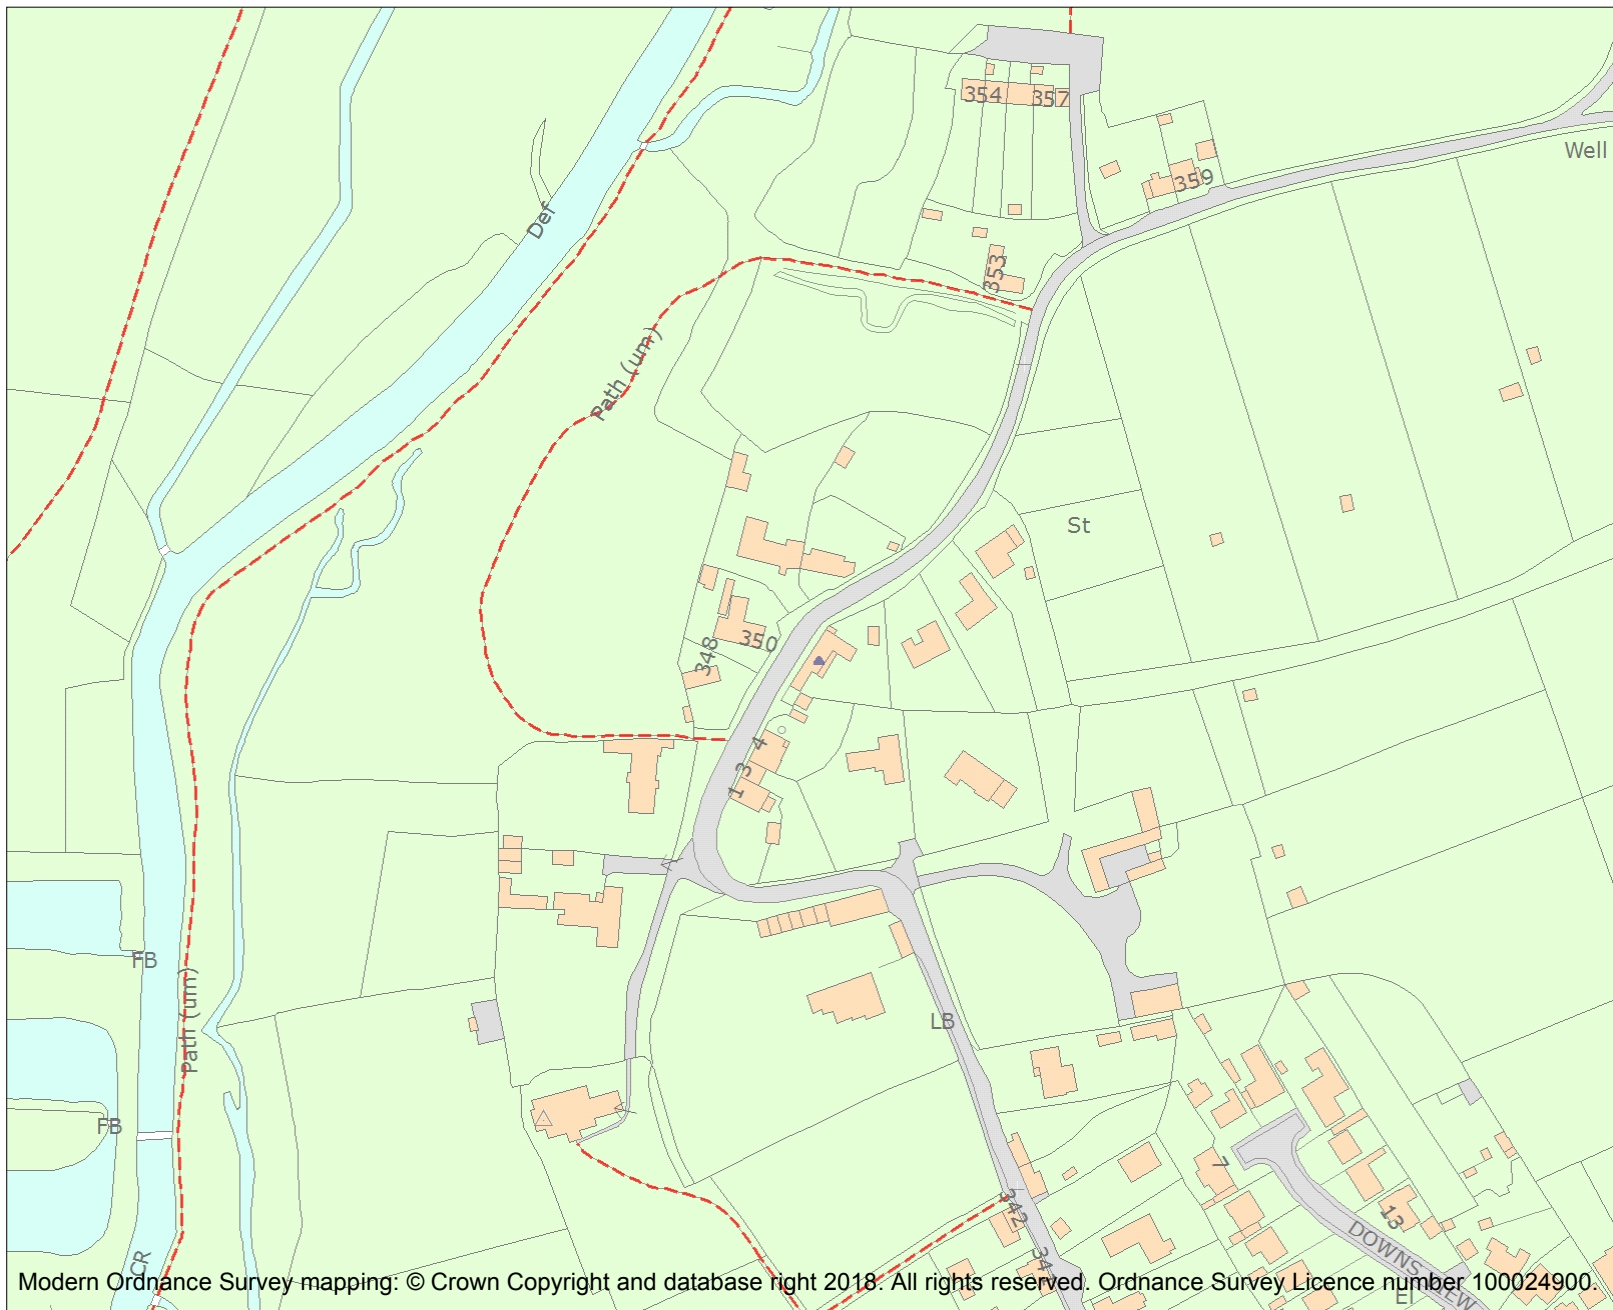 354
357
Well
359
Def
353
Path (um)
St
350
348
4
3
1
FB
Path (um)
LB
FB
7
342
13
34
DOWNS
CR
El
Modern Ordnance Survey mapping: © Crown Copyright and database right 2018. All rights reserved. Ordnance Survey Licence number 100024900.